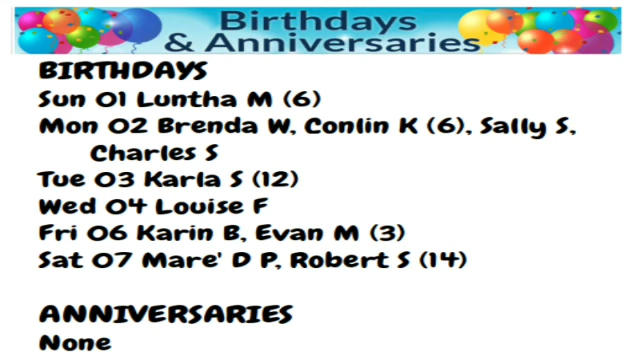 Birthdays
& Anniversaries
BIRTHDAYS
Sun 01 Luntha M (6)
Mon 02 Brenda W, Conlin K (6), Sally S,
Charles S
Tue 03 Karla S (12)
Wed 04 Louise F
Fri 06 Karin B, Evan M (3)
Sat 07 Mare' D P, Robert S (14)
ANNIVERSARIES
None